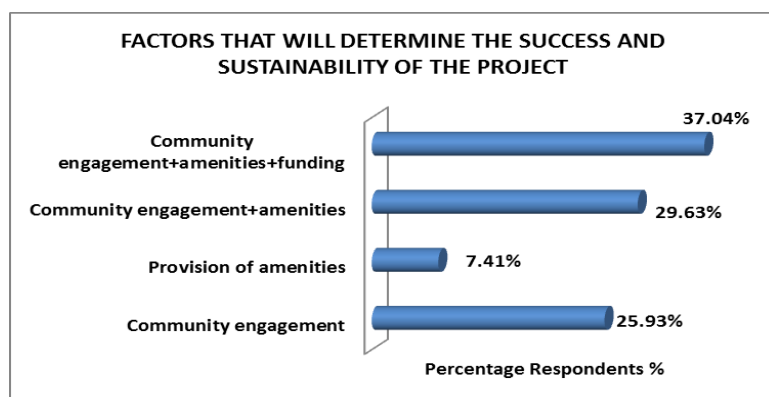 FACTORS THAT WILL DETERMINE THE SUCCESS AND
SUSTAINABILITY OF THE PROJECT
Community
engagement+amenities+funding
37.04%
Community engagement+amenities
29.63%
Provision of amenities
7.41%
Community engagement
25.93%
Percentage Respondents %